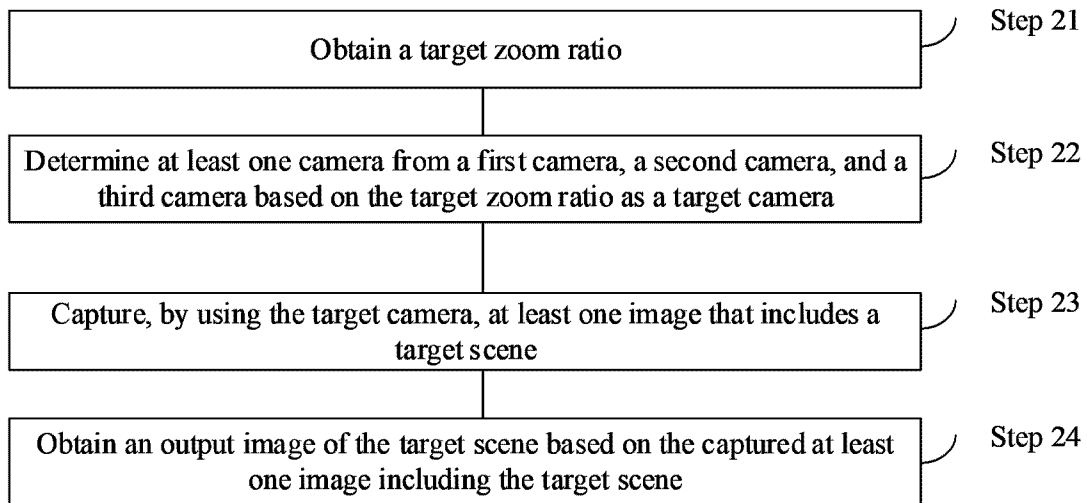 Obtain a target zoom ratio
Step 21
Determine at least one camera from a first camera, a second camera, and a
third camera based on the target zoom ratio as a target camera
Step 22
Capture, by using the target camera, at least one image that includes a
target scene
Step 23
Obtain an output image of the target scene based on the captured at least
one image including the target scene
Step 24